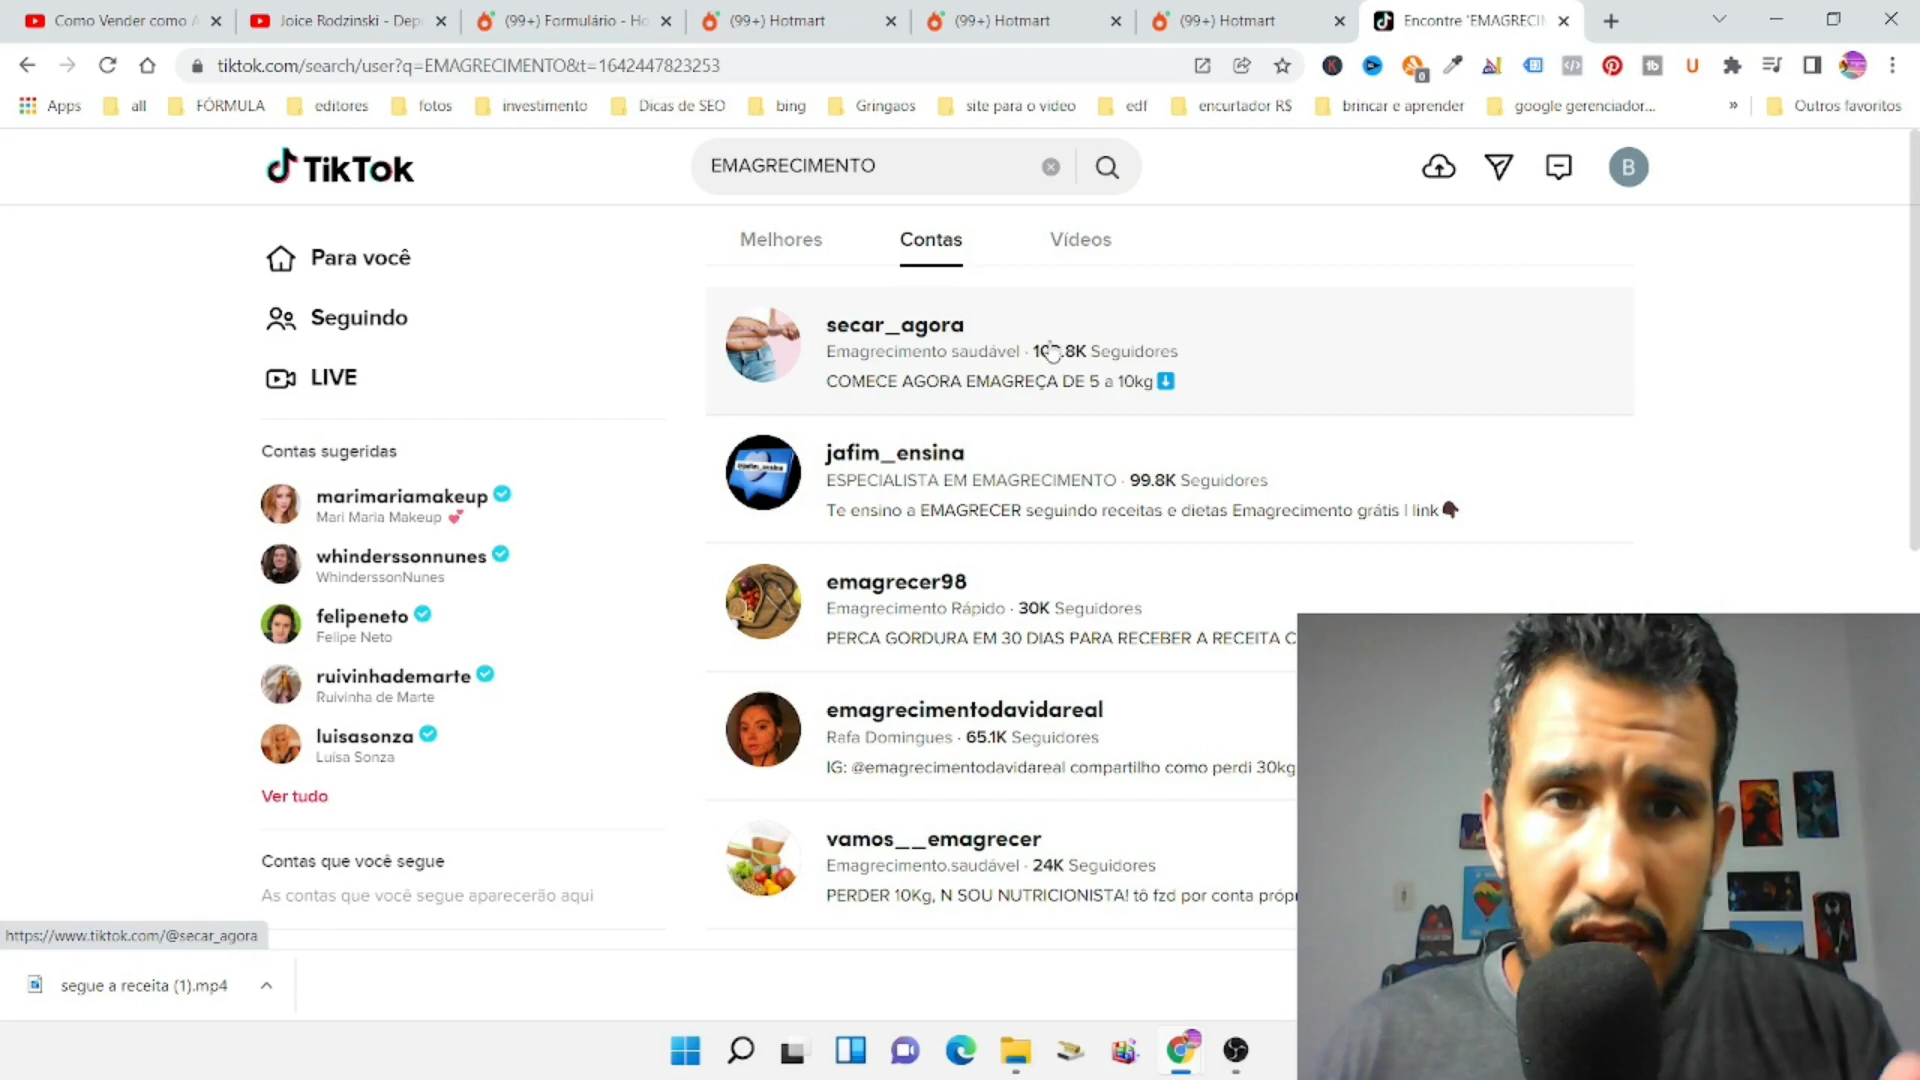 Como Vender como A
Joice Rodzinski - Dep
(99+) Formulário - Ho
(99+) Hotmart
(99+) Hotmart
(99+) Hotmart
Encontre 'EMAGRECIM
tiktok.com/search/user?q=EMAGRECIMENTO&t=1642447823253
Apps
all
FÓRMULA
editores
fotos
investimento
Dicas de SEO
bing
Gringaos
site para o video
edf
encurtador R$
brincar e aprender
google gerenciador...
»
Outros favoritos
TikTok
EMAGRECIMENTO
B
Para você
Seguindo
LIVE
Contas sugeridas
marimariamakeup
Mari Maria Makeup 💕
whinderssonnunes
WhinderssonNunes
felipeneto
Felipe Neto
ruivinhademarte
Ruivinha de Marte
luisasonza
Luísa Sonza
Ver tudo
Contas que você segue
As contas que você segue aparecerão aqui
Melhores
Contas
Vídeos
secar_agora
Emagrecimento saudável · Seguidores
COMECE AGORA EMAGREÇA DE 5 a 10kg ⬇️
jafim_ensina
ESPECIALISTA EM EMAGRECIMENTO · 99.8K Seguidores
Te ensino a EMAGRECER seguindo receitas e dietas Emagrecimento grátis | link
emagrecer98
Emagrecimento Rápido · 30K Seguidores
PERCA GORDURA EM 30 DIAS PARA RECEBER A RECEITA C
emagrecimentodavidareal
Rafa Domingues · 65.1K Seguidores
IG: @emagrecimentodavidareal compartilho como perdi 30kg
vamos__emagrecer
Emagrecimento.saudável · 24K Seguidores
PERDER 10Kg, N SOU NUTRICIONISTA! tô fzd por conta própr
https://www.tiktok.com/@secar_agora
segue a receita (1).mp4